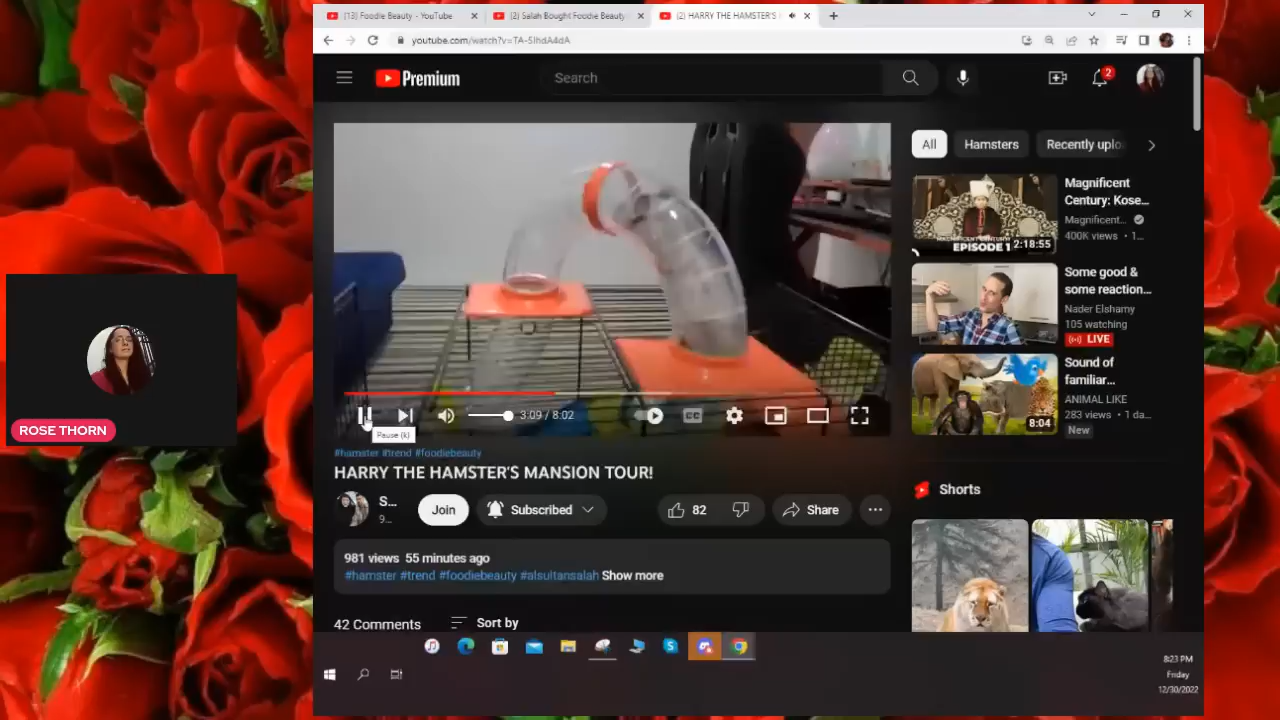 (13) Foodie Beauty - YouTube
(2) Salah Bought Foodie Beauty
(2) HARRY THE HAMSTER'S
youtube.com/watch?v=TA-SIhdA4dA
Premium
Search
2
All
Hamsters
Recently uplo
Magnificent
Century: Kose...
Magnificent...
400K views • 1...
EPISODE 1
2:18:55
Some good &
some reaction...
Nader Elshamy
105 watching
LIVE
Sound of
familiar...
ANIMAL LIKE
283 views • 1 da...
New
8:04
3:09 / 8:02
CC
Pause (k)
#hamster #trend #foodiebeauty
HARRY THE HAMSTER'S MANSION TOUR!
S...
9...
Join
Subscribed
82
Share
981 views 55 minutes ago
#hamster #trend #foodiebeauty #alsultansalah Show more
42 Comments
Sort by
Shorts
ROSE THORN
8:23 PM
Friday
12/30/2022